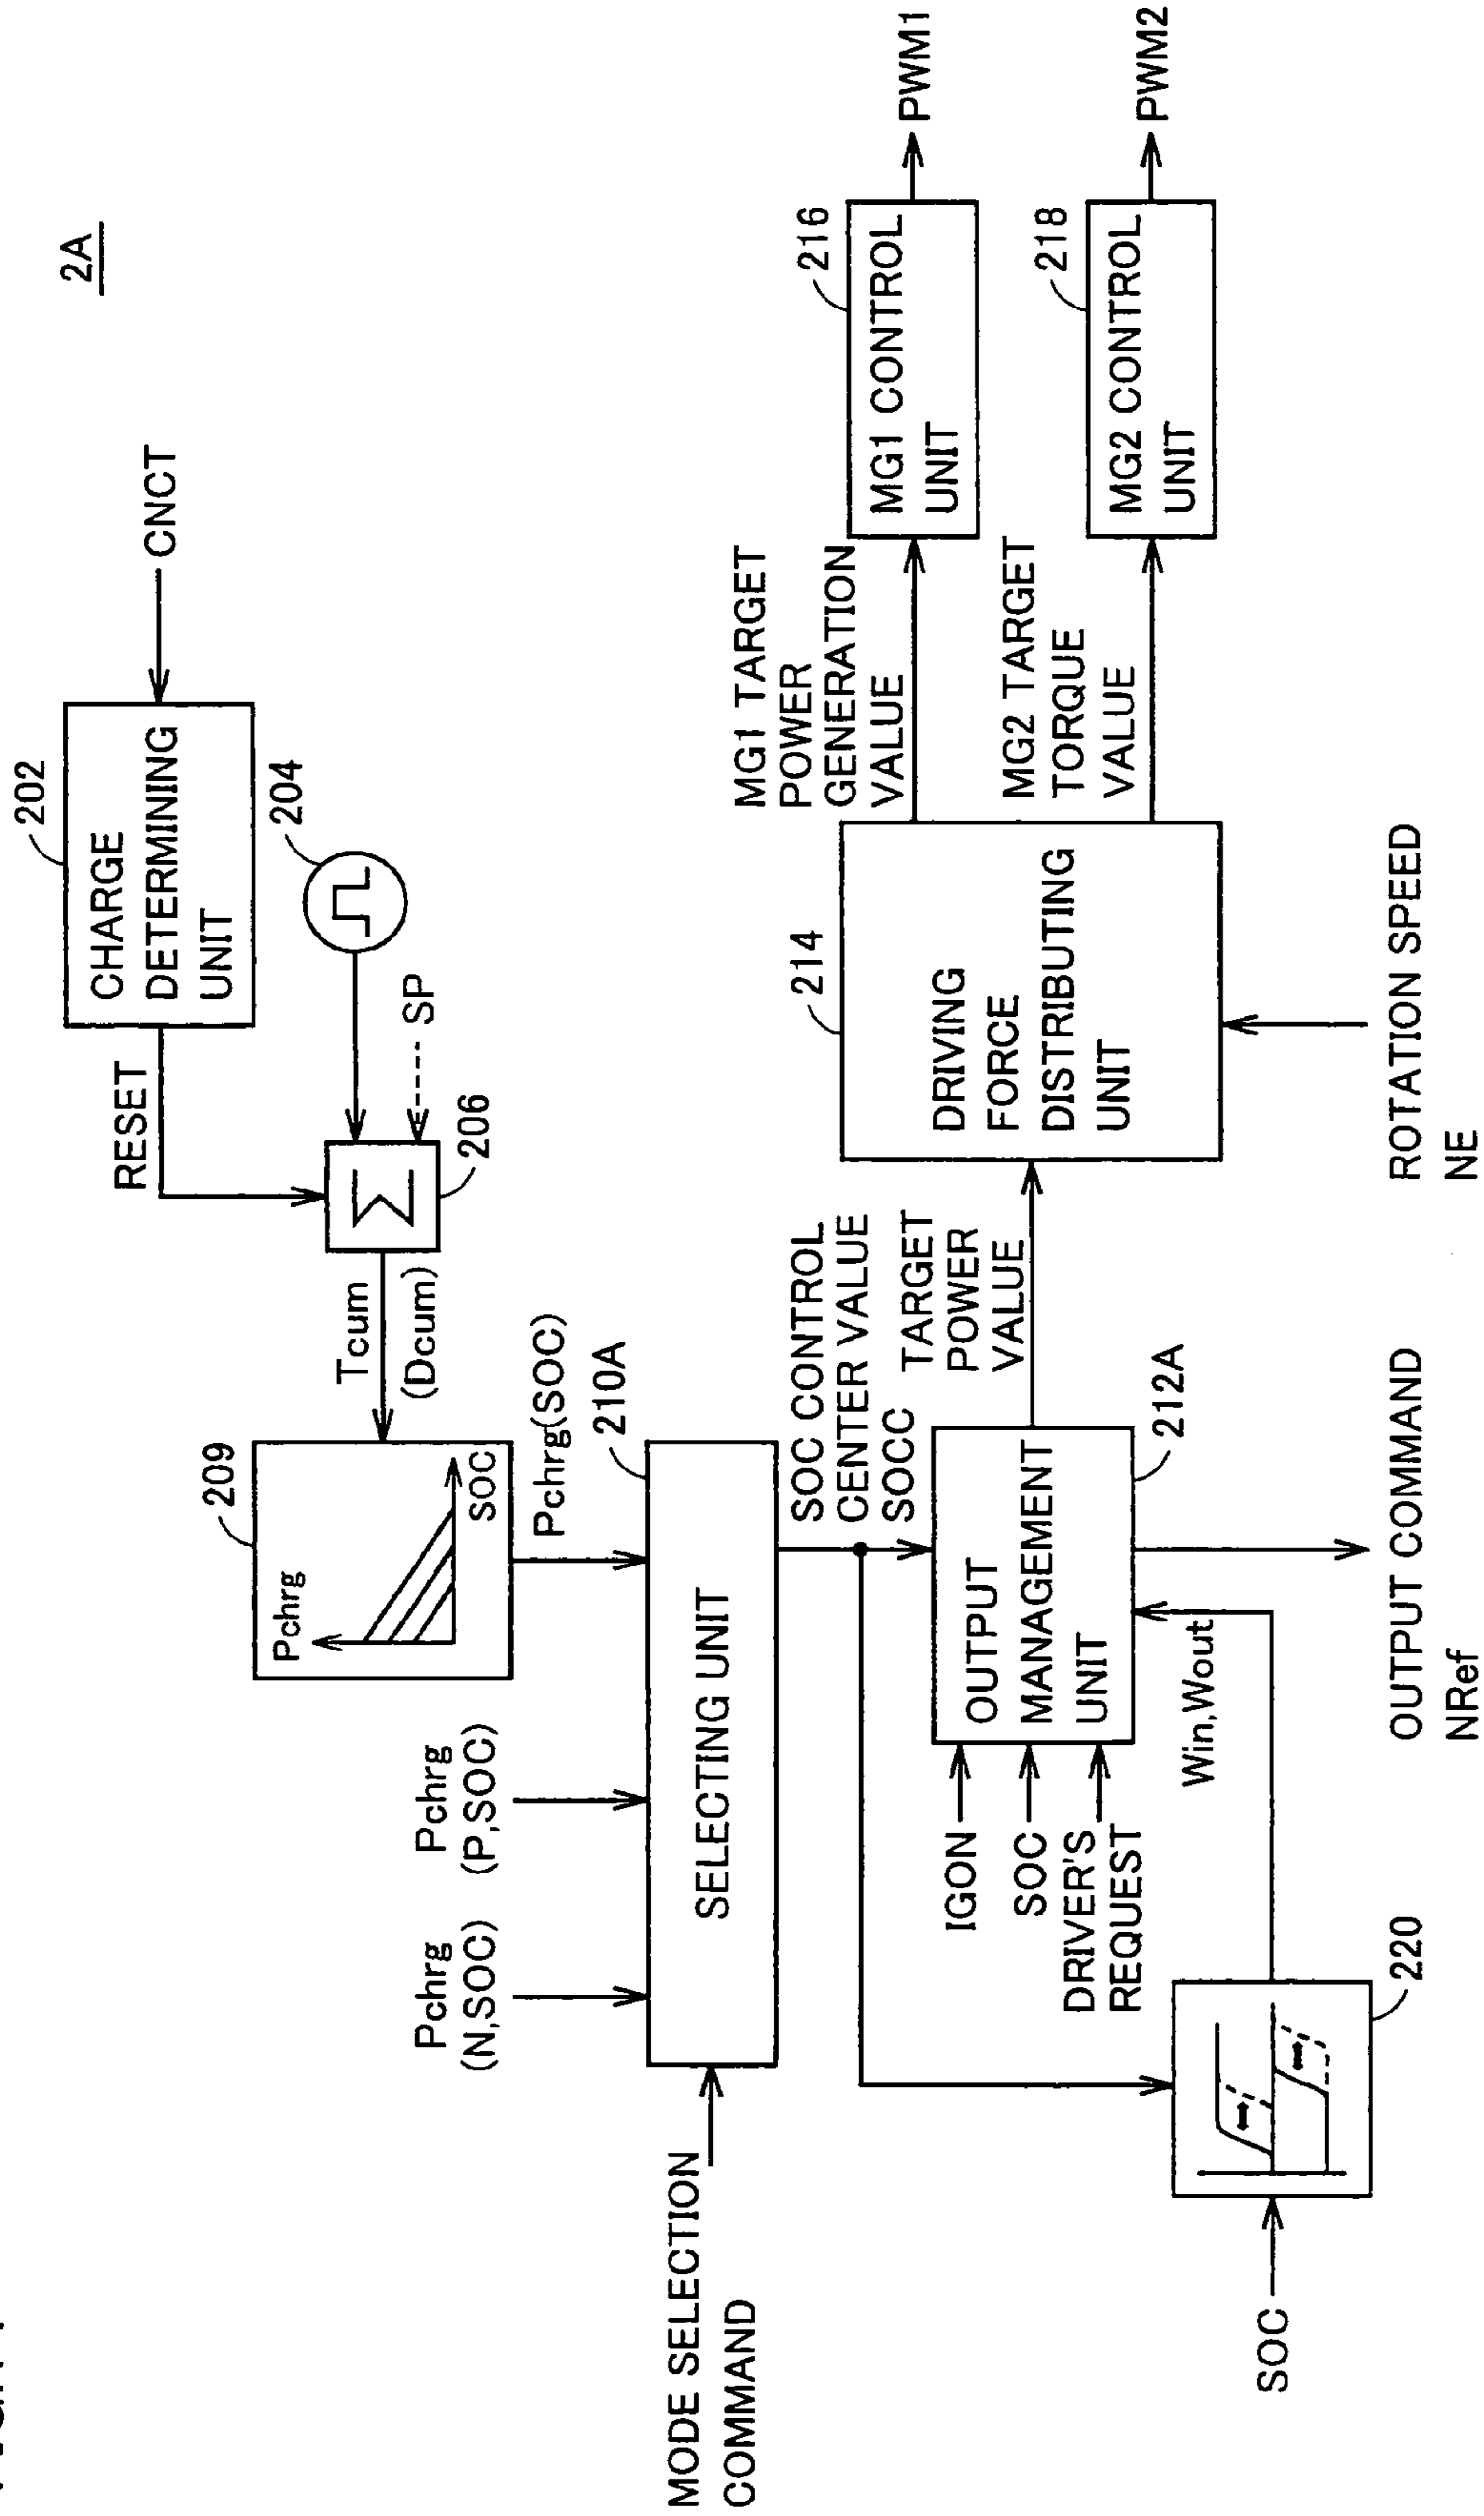 2A
CNCT
202
CHARGE
DETERMINING
UNIT
RESET
204
SP
Σ
206
Tcum
(Dcum)
209
Pchrg
SOC
Pchrg(SOC)
Pchrg
(P,SOC)
Pchrg
(N,SOC)
MODE SELECTION
COMMAND
SELECTING UNIT
210A
SOC CONTROL
CENTER VALUE
SOCC
IGON
SOC
DRIVER'S
REQUEST
OUTPUT
MANAGEMENT
UNIT
212A
TARGET
POWER
VALUE
214
DRIVING
FORCE
DISTRIBUTING
UNIT
MG1 TARGET
POWER
GENERATION
VALUE
MG2 TARGET
TORQUE
VALUE
216
MG1 CONTROL
UNIT
PWM1
218
MG2 CONTROL
UNIT
PWM2
SOC
220
Win,Wout
OUTPUT COMMAND
NRef
ROTATION SPEED
NE